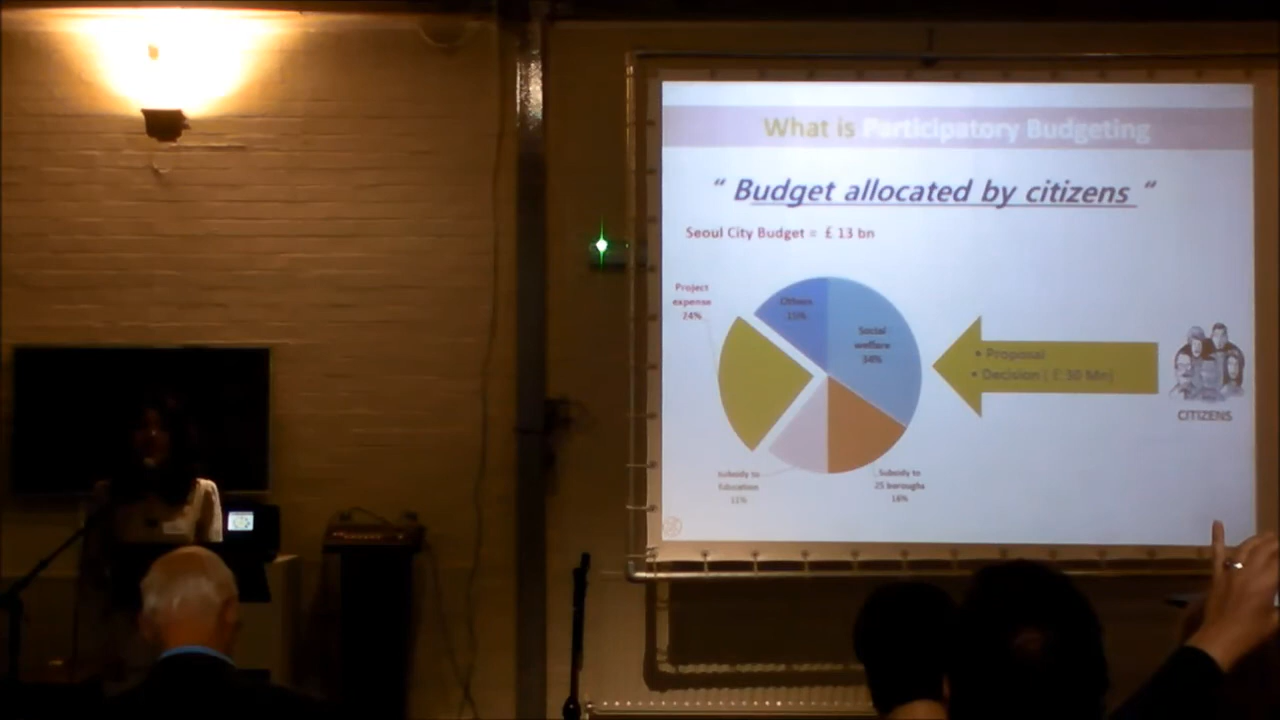 What is Participatory Budgeting
“ Budget allocated by citizens “
Seoul City Budget = £ 13 bn
Project
expense
24%
Others
15%
Social
welfare
34%
• Proposal
• Decision ( £ 30 Mn)
CITIZENS
Subsidy to
Education
11%
Subsidy to
25 boroughs
16%